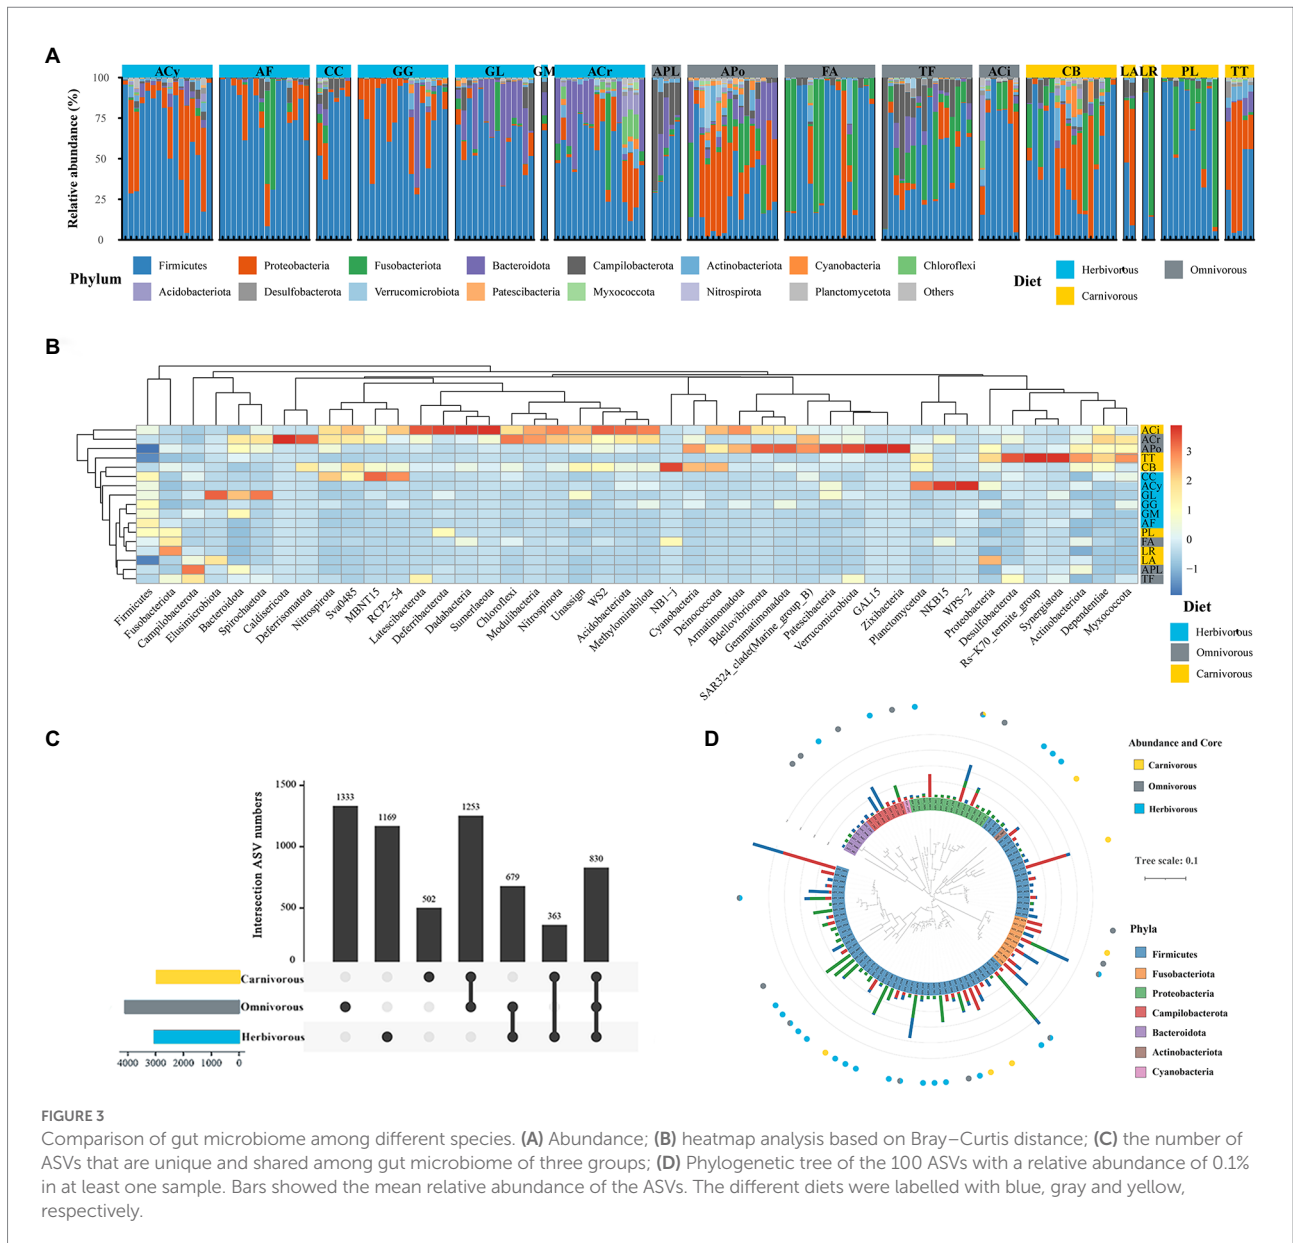 A
ACy AF CC GG GL GM ACr APL APo FA TF ACi CB LA LR PL TT
Relative abundance (%)
100
75
50
25
0
Phylum
Firmicutes Proteobacteria Fusobacteriota Bacteroidota Campilobacterota Actinobacteriota Cyanobacteria Chloroflexi
Acidobacteriota Desulfobacterota Verrucomicrobiota Patescibacteria Myxococcota Nitrospirota Planctomycetota Others
Diet
Herbivorous Omnivorous
Carnivorous
B
ACi
ACr
APo
TT
CB
CC
ACy
GL
GG
GM
AF
PL
FA
LR
LA
APL
TF
3
2
1
0
−1
Firmicutes
Fusobacteriota
Campilobacterota
Elusimicrobiota
Bacteroidota
Spirochaetota
Caldisericota
Deferrisomatota
Nitrospirota
Sva0485
MBNT15
RCP2−54
Latescibacterota
Deferribacterota
Dadabacteria
Sumerlaeota
Chloroflexi
Modulibacteria
Nitrospinota
Unassign
WS2
Acidobacteriota
Methylomirabilota
NB1−j
Cyanobacteria
Deinococcota
Armatimonadota
Bdellovibrionota
Gemmatimonadota
SAR324_clade(Marine_group_B)
Patescibacteria
Verrucomicrobiota
GAL15
Zixibacteria
Planctomycetota
NKB15
WPS−2
Proteobacteria
Desulfobacterota
Rs−K70_termite_group
Synergistota
Actinobacteriota
Dependentiae
Myxococcota
Diet
Herbivorous
Omnivorous
Carnivorous
C
Intersection ASV numbers
1500
1000
500
0
1333
1169
502
1253
679
363
830
Carnivorous
Omnivorous
Herbivorous
4000 3000 2000 1000 0
D
Abundance and Core
Carnivorous
Omnivorous
Herbivorous
Tree scale: 0.1
Phyla
Firmicutes
Fusobacteriota
Proteobacteria
Campilobacterota
Bacteroidota
Actinobacteriota
Cyanobacteria
FIGURE 3
Comparison of gut microbiome among different species. (A) Abundance; (B) heatmap analysis based on Bray–Curtis distance; (C) the number of
ASVs that are unique and shared among gut microbiome of three groups; (D) Phylogenetic tree of the 100 ASVs with a relative abundance of 0.1%
in at least one sample. Bars showed the mean relative abundance of the ASVs. The different diets were labelled with blue, gray and yellow,
respectively.